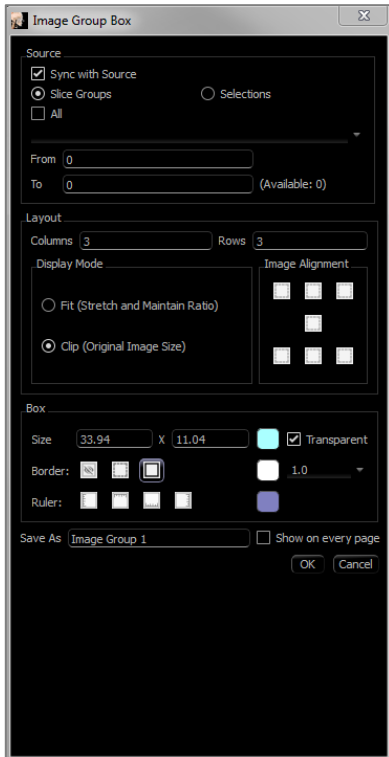 Image Group Box
Source
Sync with Source
Slice Groups Selections
All
From 0
To 0 (Available: 0)
Layout
Columns 3 Rows 3
Display Mode Image Alignment
Fit (Stretch and Maintain Ratio)
Clip (Original Image Size)
Box
Size 33.94 X 11.04 Transparent
Border: 1.0
Ruler:
Save As Image Group 1 Show on every page
OK Cancel